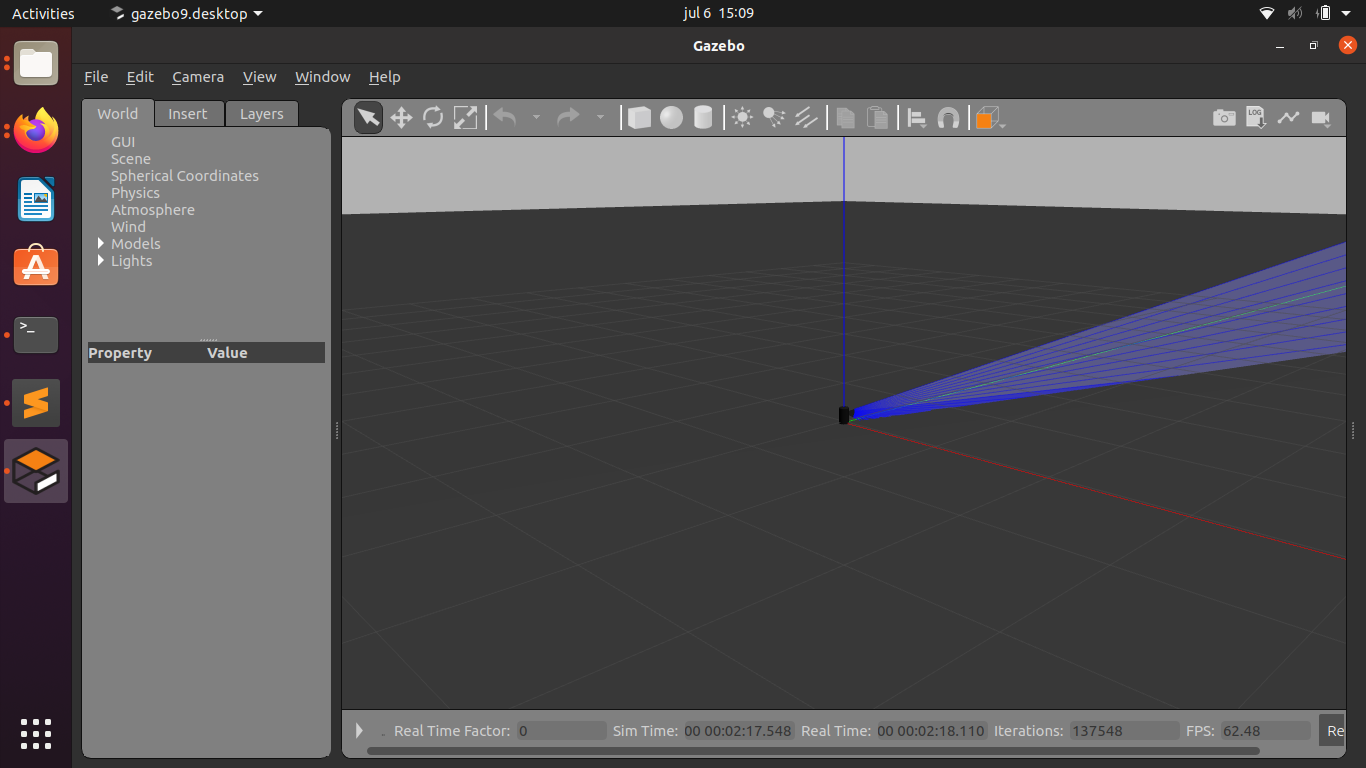 Activities gazebo9.desktop jul 6 15:09
Gazebo
File Edit Camera View Window Help
World Insert Layers
LOG
GUI
Scene
Spherical Coordinates
Physics
Atmosphere
Wind
Models
Lights
>_
Property Value
Real Time Factor: 0 Sim Time: 00 00:02:17.548 Real Time: 00 00:02:18.110 Iterations: 137548 FPS: 62.48 Re